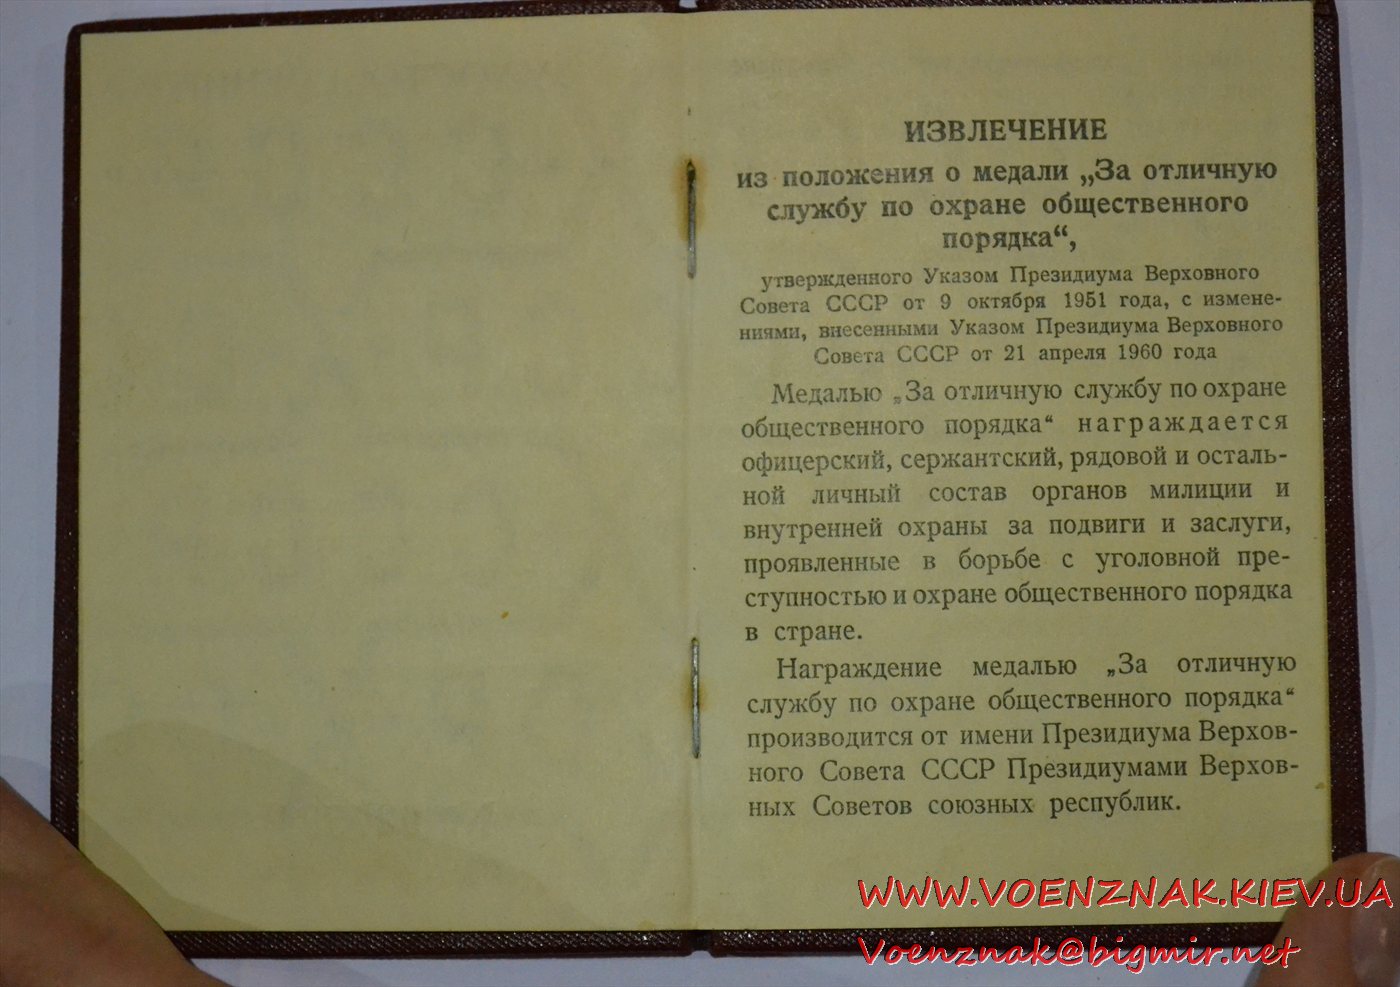 ИЗВЛЕЧЕНИЕ
из положения о медали „За отличную
службу по охране общественного
порядка“,
утвержденного Указом Президиума Верховного
Совета СССР от 9 октября 1951 года, с измене-
ниями, внесенными Указом Президиума Верховного
Совета СССР от 21 апреля 1960 года
Медалью „За отличную службу по охране
общественного порядка“ награждается
офицерский, сержантский, рядовой и осталь-
ной личный состав органов милиции и
внутренней охраны за подвиги и заслуги,
проявленные в борьбе с уголовной пре-
ступностью и охране общественного порядка
в стране.
Награждение медалью „За отличную
службу по охране общественного порядка“
производится от имени Президиума Верхов-
ного Совета СССР Президиумами Верхов-
ных Советов союзных республик.
WWW.VOENZNAK.KIEV.UA
Voenznak@bigmir.net